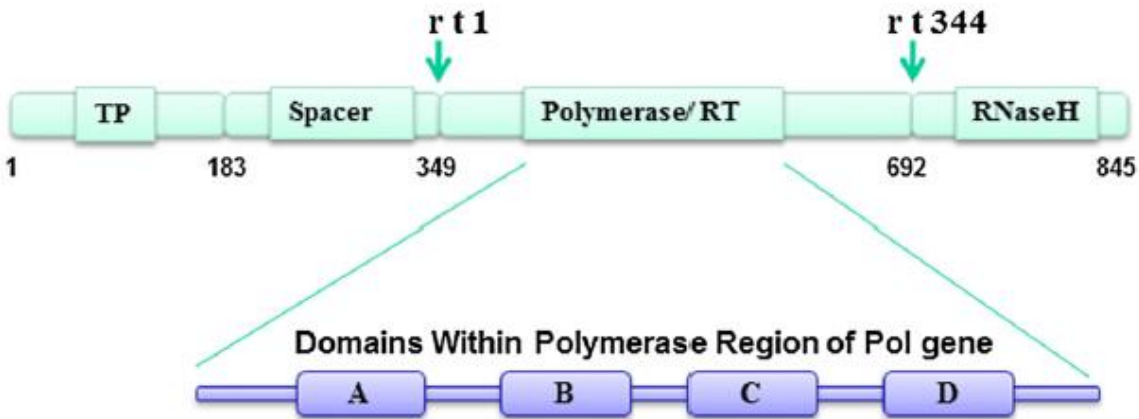 r t 1 r t 344
TP Spacer Polymerase/ RT RNaseH
1 183 349 692 845
Domains Within Polymerase Region of Pol gene
A B C D